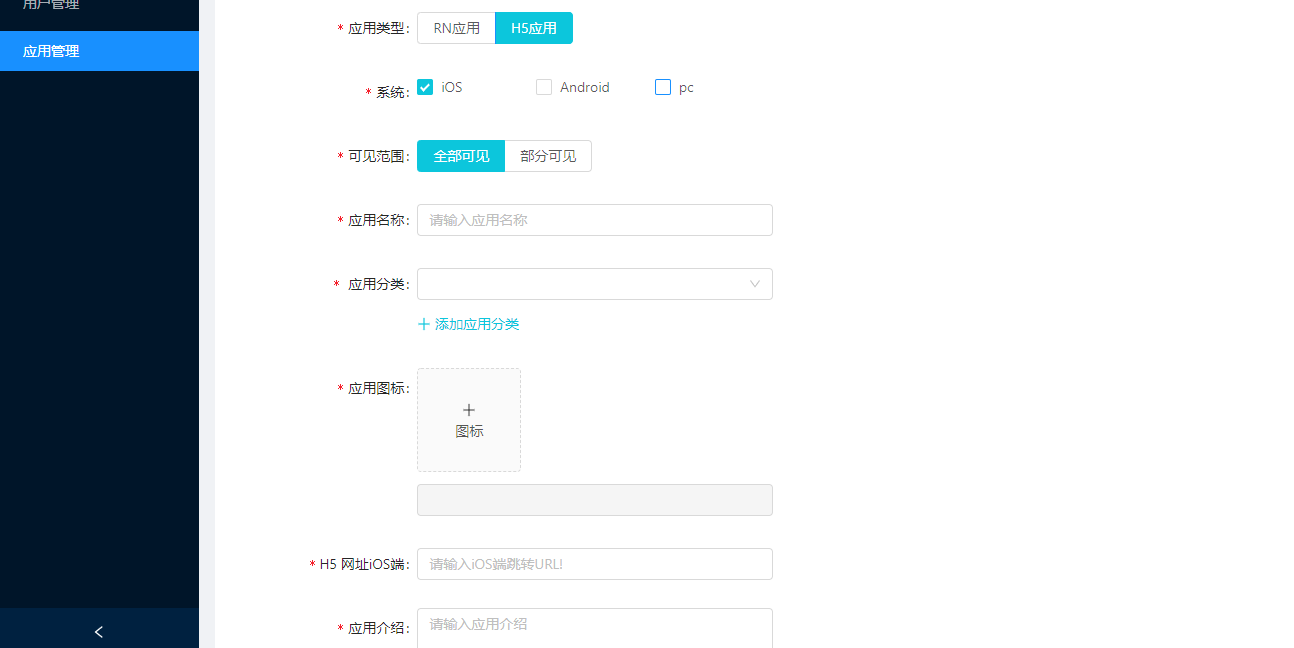 用户管理
应用管理
* 应用类型: RN应用 H5应用
* 系统: iOS Android pc
* 可见范围: 全部可见 部分可见
* 应用名称: 请输入应用名称
* 应用分类:
+ 添加应用分类
* 应用图标: + 图标
* H5 网址iOS端: 请输入iOS端跳转URL!
* 应用介绍: 请输入应用介绍